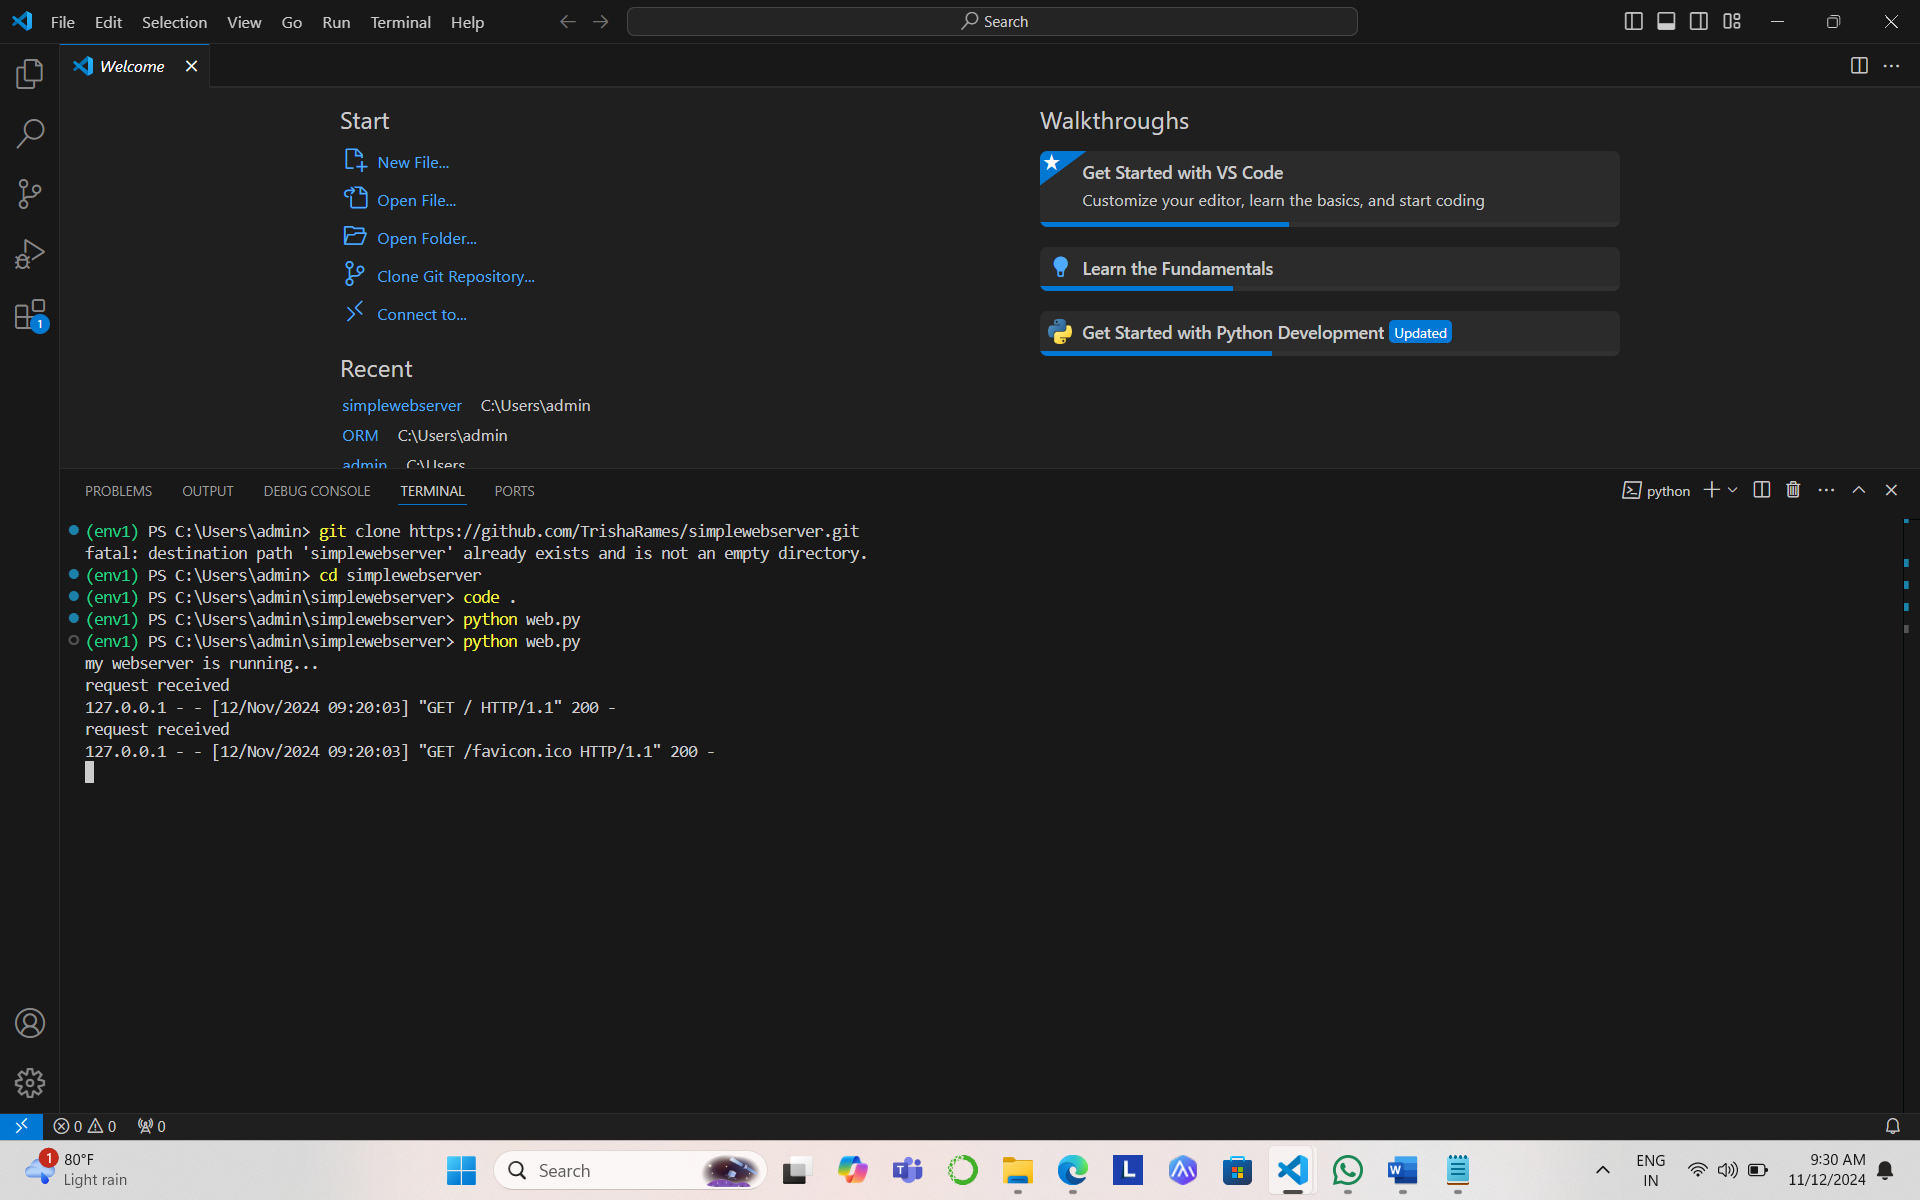 File Edit Selection View Go Run Terminal Help Search
Welcome
Start
New File...
Open File...
Open Folder...
Clone Git Repository...
Connect to...
Recent
simplewebserver C:\Users\admin
ORM C:\Users\admin
admin C:\Users
Walkthroughs
Get Started with VS Code
Customize your editor, learn the basics, and start coding
Learn the Fundamentals
Get Started with Python Development Updated
1
PROBLEMS OUTPUT DEBUG CONSOLE TERMINAL PORTS python
(env1) PS C:\Users\admin> git clone https://github.com/TrishaRames/simplewebserver.git
fatal: destination path 'simplewebserver' already exists and is not an empty directory.
(env1) PS C:\Users\admin> cd simplewebserver
(env1) PS C:\Users\admin\simplewebserver> code .
(env1) PS C:\Users\admin\simplewebserver> python web.py
(env1) PS C:\Users\admin\simplewebserver> python web.py
my webserver is running...
request received
127.0.0.1 - - [12/Nov/2024 09:20:03] "GET / HTTP/1.1" 200 -
request received
127.0.0.1 - - [12/Nov/2024 09:20:03] "GET /favicon.ico HTTP/1.1" 200 -
0 0 0
1
80°F
Light rain
Search
L
W
ENG
IN
9:30 AM
11/12/2024